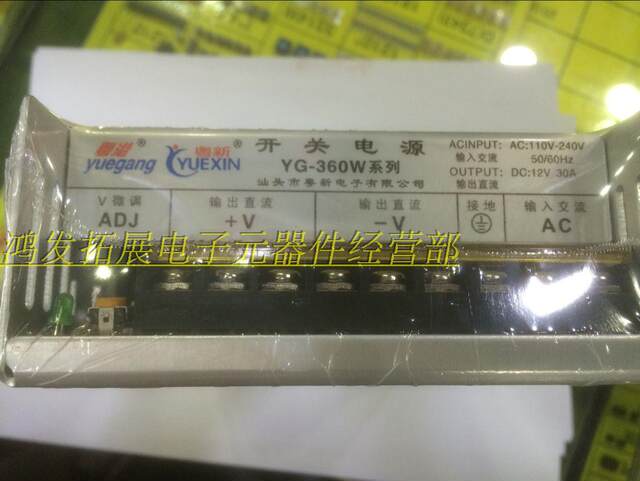 粤港® 粤新®
yuegang YUEXIN
开关电源
YG-360W系列
汕头市粤新电子有限公司
ACINPUT: AC:110V-240V
输入交流 50/60Hz
OUTPUT: DC:12V 30A
输出直流
V 微调 输出直流 输出直流 接地 输入交流
ADJ +V -V AC
鸿发拓展电子元器件经营部